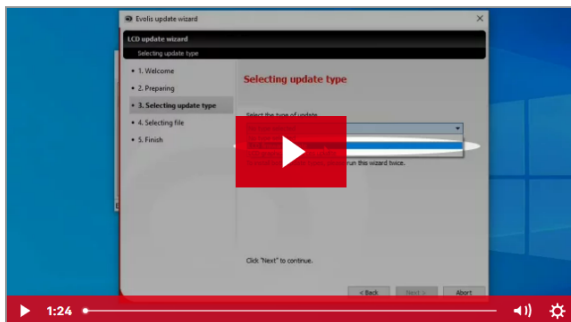 Evolis update wizard
LCD update wizard
Selecting update type
• 1. Welcome
• 2. Preparing
• 3. Selecting update type
• 4. Selecting file
• 5. Finish
Selecting update type
Select the type of update
run this wizard twice.
Click "Next" to continue.
< Back
Next >
Abort
1:24